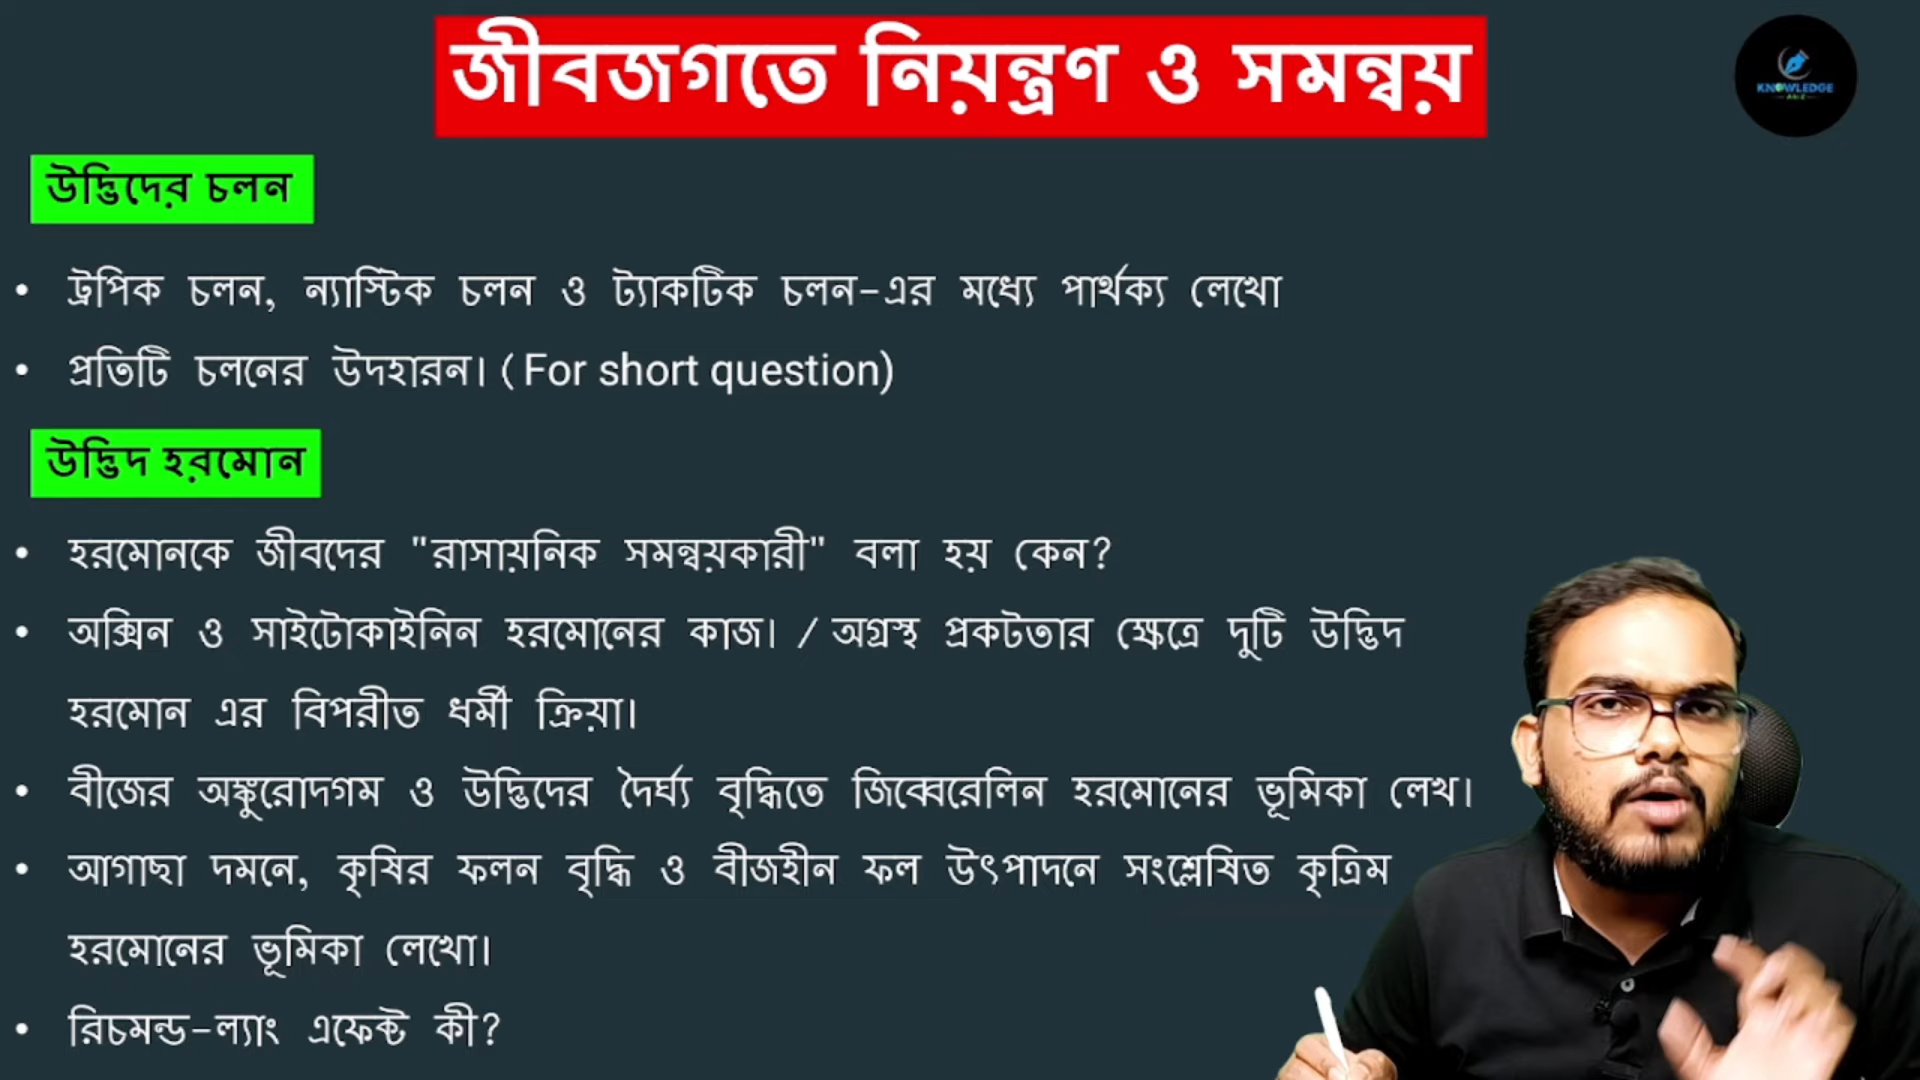 জীবজগতে নিয়ন্ত্রণ ও সমন্বয়
KNOWLEDGE
উদ্ভিদের চলন
• ট্রপিক চলন, ন্যাস্টিক চলন ও ট্যাকটিক চলন-এর মধ্যে পার্থক্য লেখো
• প্রতিটি চলনের উদহারন। ( For short question)
উদ্ভিদ হরমোন
• হরমোনকে জীবদের "রাসায়নিক সমন্বয়কারী" বলা হয় কেন?
• অক্সিন ও সাইটোকাইনিন হরমোনের কাজ। / অগ্রস্থ প্রকটতার ক্ষেত্রে দুটি উদ্ভিদ
হরমোন এর বিপরীত ধর্মী ক্রিয়া।
• বীজের অঙ্কুরোদগম ও উদ্ভিদের দৈর্ঘ্য বৃদ্ধিতে জিব্বেরেলিন হরমোনের ভূমিকা লেখ।
• আগাছা দমনে, কৃষির ফলন বৃদ্ধি ও বীজহীন ফল উৎপাদনে সংশ্লেষিত কৃত্রিম
হরমোনের ভূমিকা লেখো।
• রিচমন্ড-ল্যাং এফেক্ট কী?